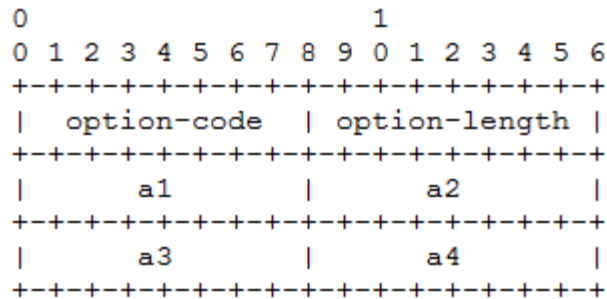 0                   1
0 1 2 3 4 5 6 7 8 9 0 1 2 3 4 5 6
+-+-+-+-+-+-+-+-+-+-+-+-+-+-+-+-+
|  option-code  | option-length |
+-+-+-+-+-+-+-+-+-+-+-+-+-+-+-+-+
|      a1       |      a2       |
+-+-+-+-+-+-+-+-+-+-+-+-+-+-+-+-+
|      a3       |      a4       |
+-+-+-+-+-+-+-+-+-+-+-+-+-+-+-+-+